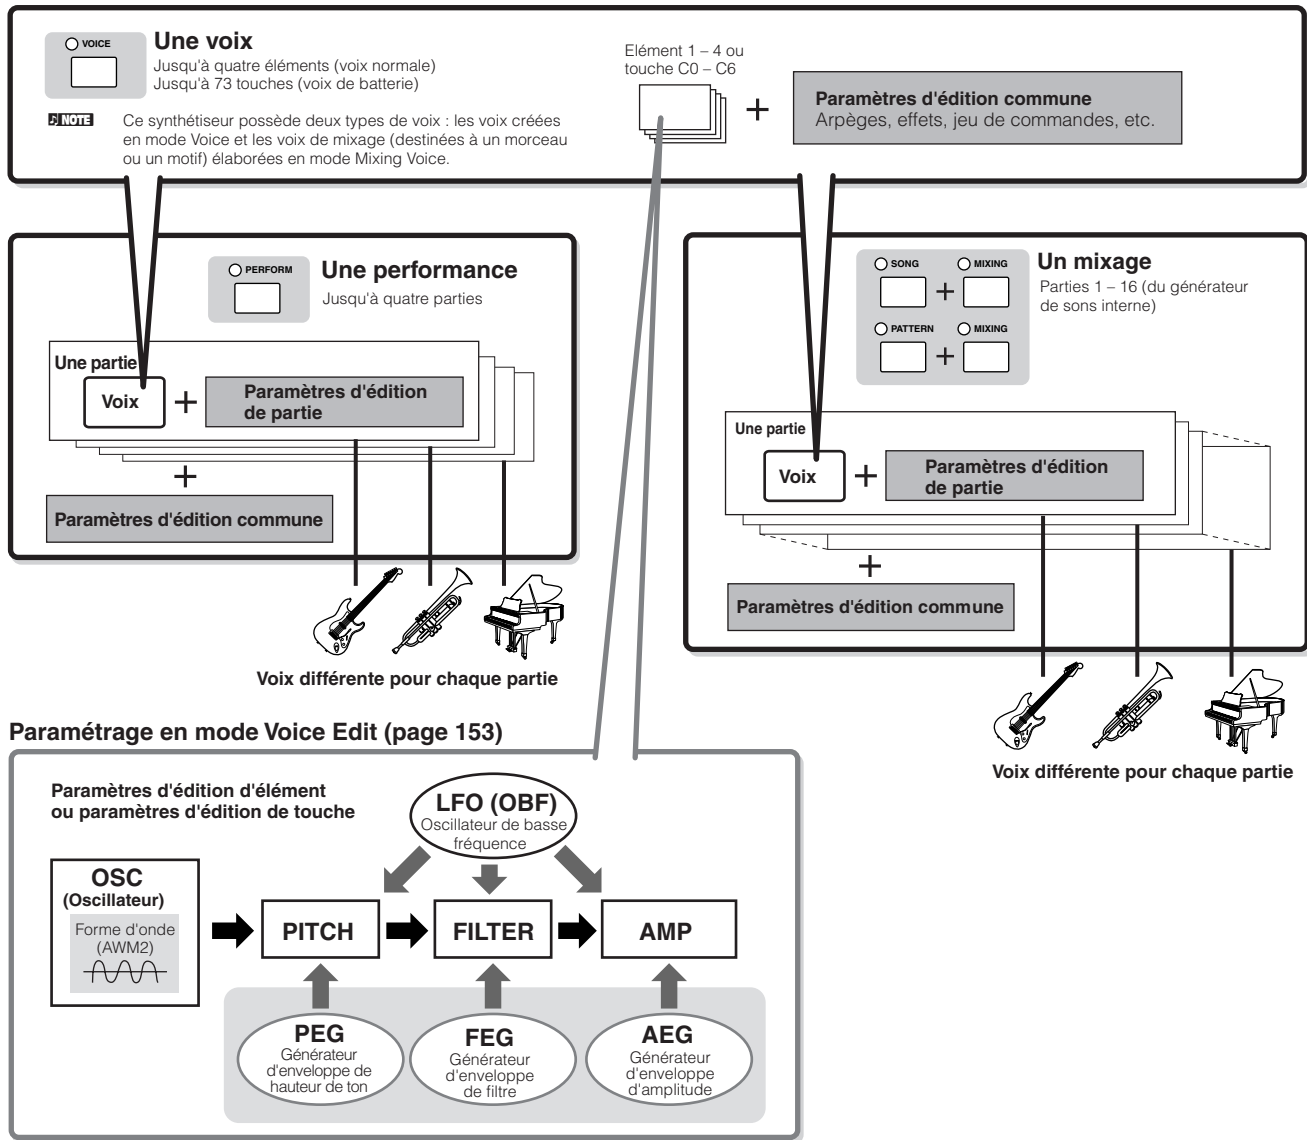 VOICE
Une voix
Jusqu'à quatre éléments (voix normale)
Jusqu'à 73 touches (voix de batterie)
NOTE
Ce synthétiseur possède deux types de voix : les voix créées
en mode Voice et les voix de mixage (destinées à un morceau
ou un motif) élaborées en mode Mixing Voice.
Elément 1 – 4 ou
touche C0 – C6
+
Paramètres d'édition commune
Arpèges, effets, jeu de commandes, etc.
PERFORM
Une performance
Jusqu'à quatre parties
Une partie
Voix
+
Paramètres d'édition
de partie
+
Paramètres d'édition commune
Voix différente pour chaque partie
SONG
+
MIXING
PATTERN
+
MIXING
Un mixage
Parties 1 – 16 (du générateur
de sons interne)
Une partie
Voix
+
Paramètres d'édition
de partie
+
Paramètres d'édition commune
Voix différente pour chaque partie
Paramétrage en mode Voice Edit (page 153)
Paramètres d'édition d'élément
ou paramètres d'édition de touche
LFO (OBF)
Oscillateur de basse
fréquence
OSC
(Oscillateur)
Forme d'onde
(AWM2)
PITCH
FILTER
AMP
PEG
Générateur
d'enveloppe de
hauteur de ton
FEG
Générateur
d'enveloppe
de filtre
AEG
Générateur
d'enveloppe
d'amplitude